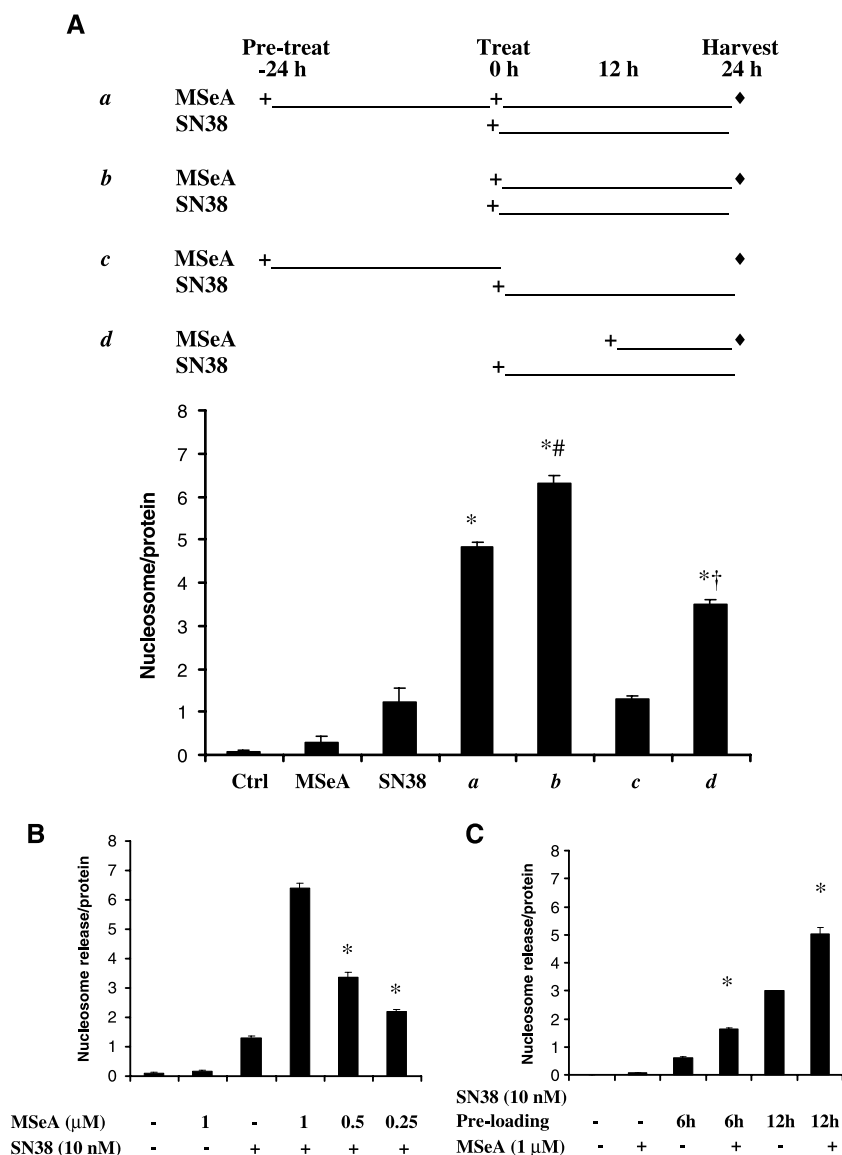 A
Pre-treat Treat Harvest
-24 h 0 h 12 h 24 h
a MSeA + + ♦
SN38 +
b MSeA + ♦
SN38 +
c MSeA + ♦
SN38 +
d MSeA + ♦
SN38 +
Nucleosome/protein
8
7
6
5
4
3
2
1
0
*
*#
*†
Ctrl MSeA SN38 a b c d
B
Nucleosome release/protein
8
7
6
5
4
3
2
1
0
*
*
MSeA (μM) - 1 - 1 0.5 0.25
SN38 (10 nM) - - + + + +
C
Nucleosome release/protein
8
7
6
5
4
3
2
1
0
*
*
SN38 (10 nM)
Pre-loading - - 6h 6h 12h 12h
MSeA (1 μM) - + - + - +